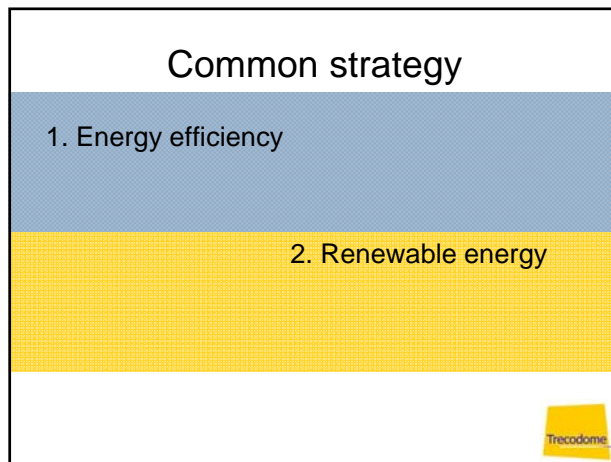 Common strategy
1. Energy efficiency
2. Renewable energy
Trecodome